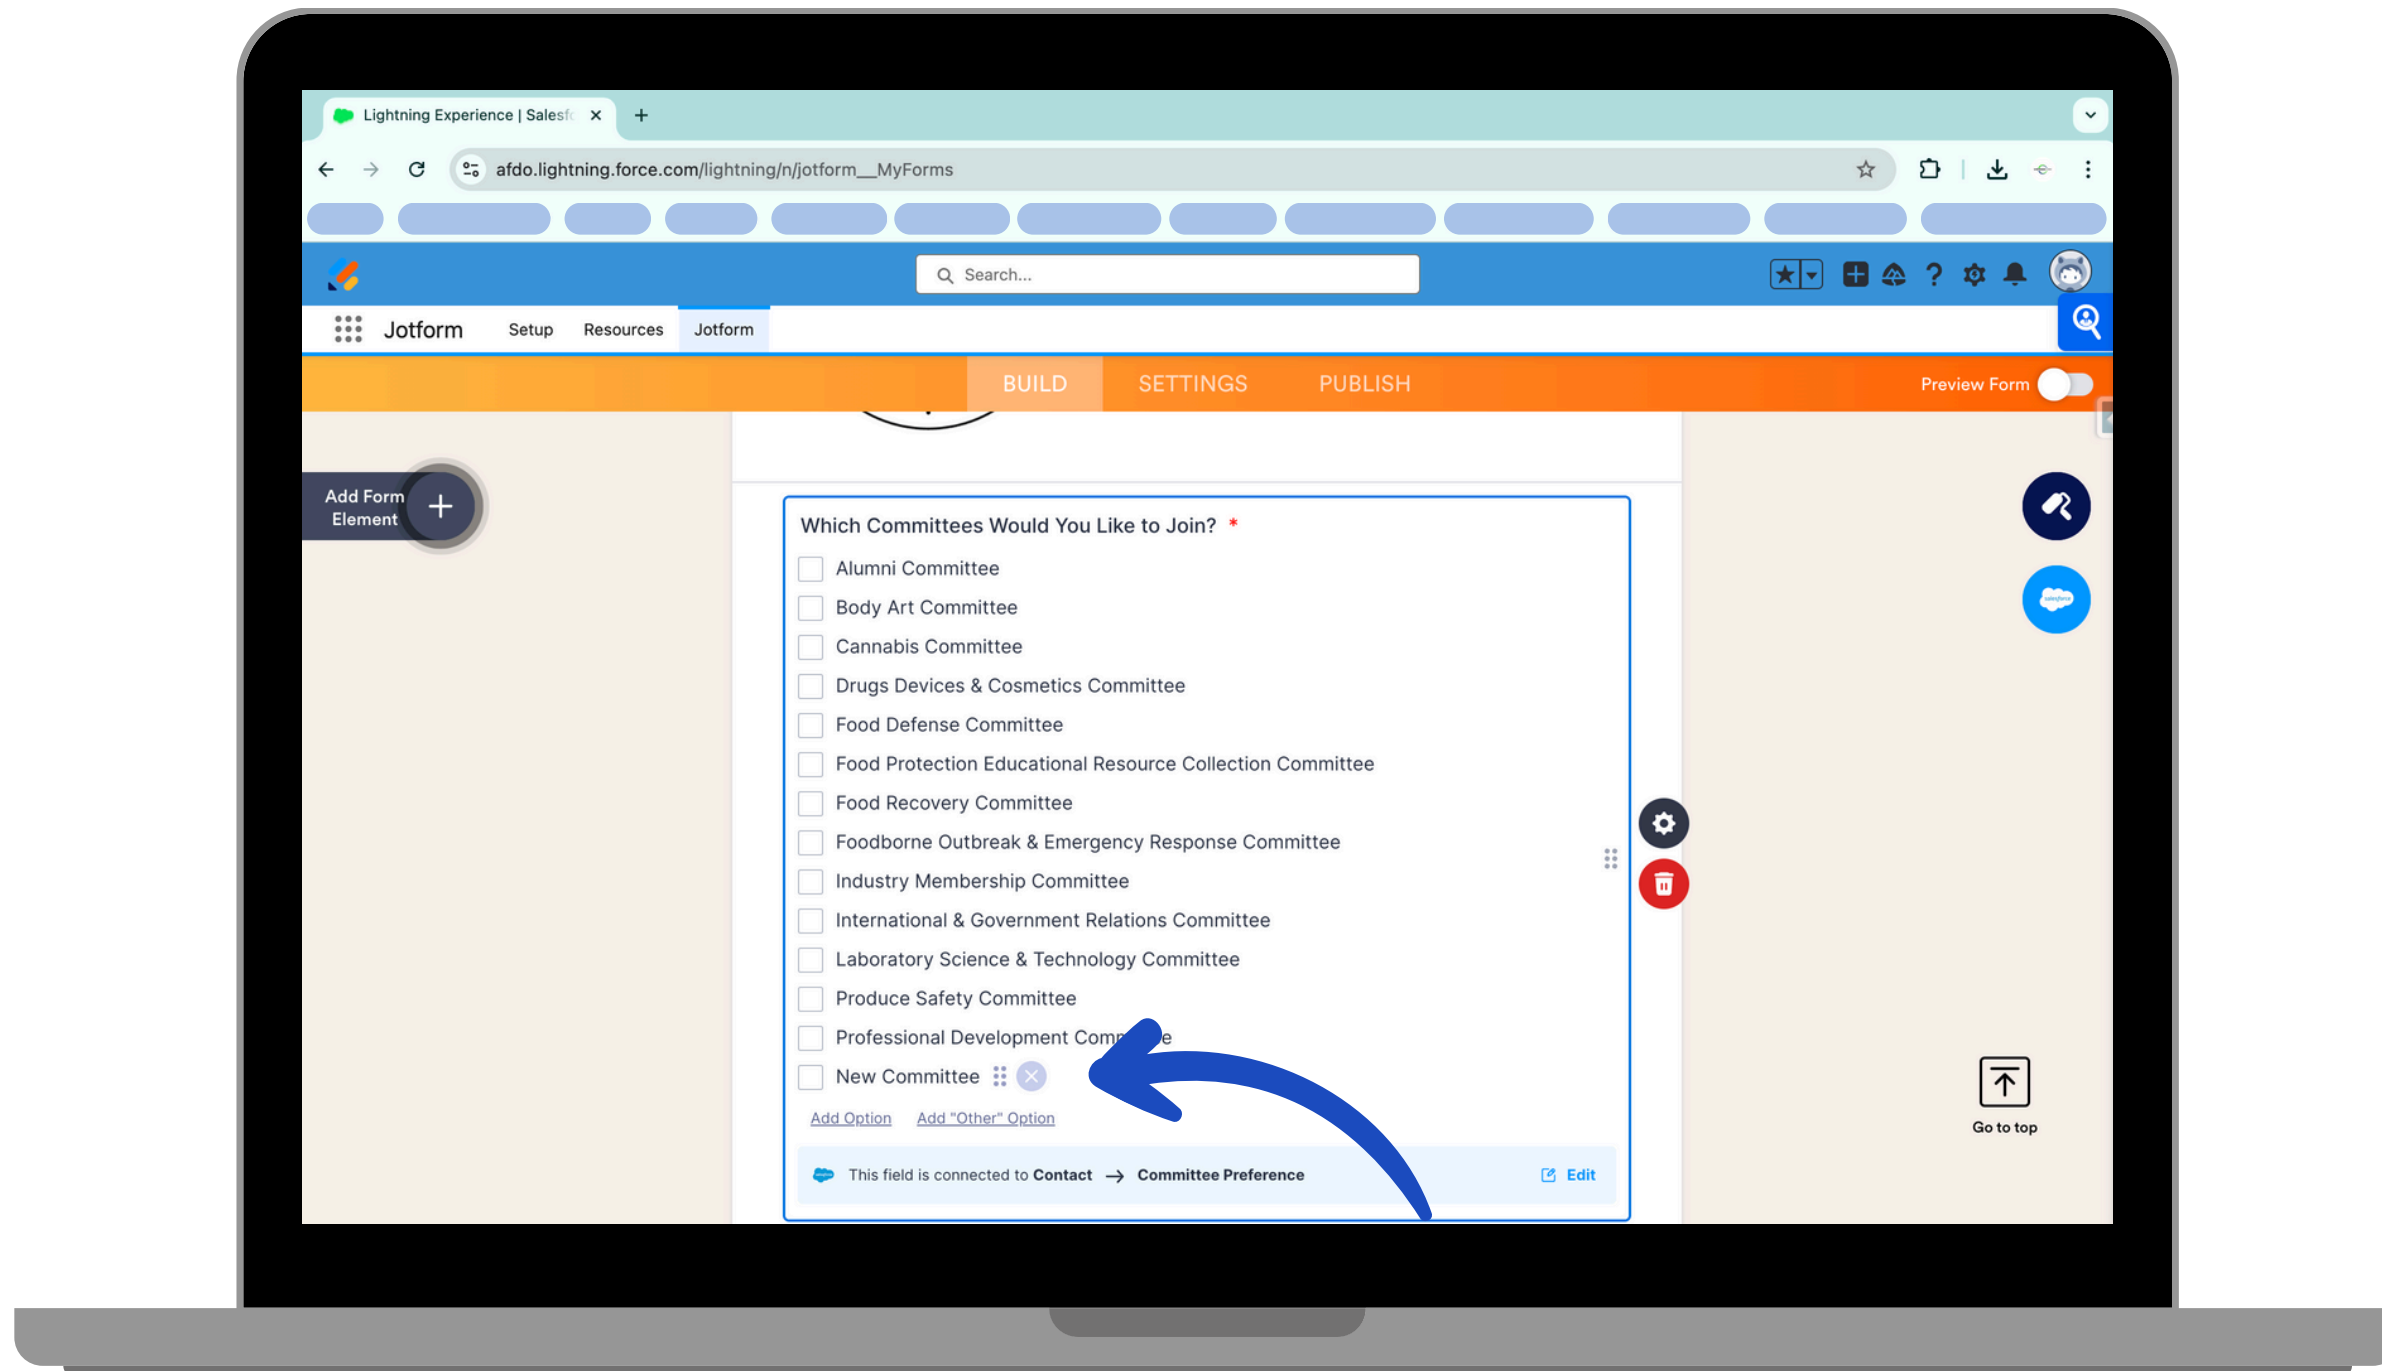 Lightning Experience | Salesf
afdo.lightning.force.com/lightning/n/jotform__MyForms
Search...
Jotform Setup Resources Jotform
BUILD SETTINGS PUBLISH Preview Form
Add Form
Element
Which Committees Would You Like to Join? *
Alumni Committee
Body Art Committee
Cannabis Committee
Drugs Devices & Cosmetics Committee
Food Defense Committee
Food Protection Educational Resource Collection Committee
Food Recovery Committee
Foodborne Outbreak & Emergency Response Committee
Industry Membership Committee
International & Government Relations Committee
Laboratory Science & Technology Committee
Produce Safety Committee
Professional Development Com e
New Committee
Add Option Add "Other" Option
This field is connected to Contact → Committee Preference Edit
salesforce
Go to top